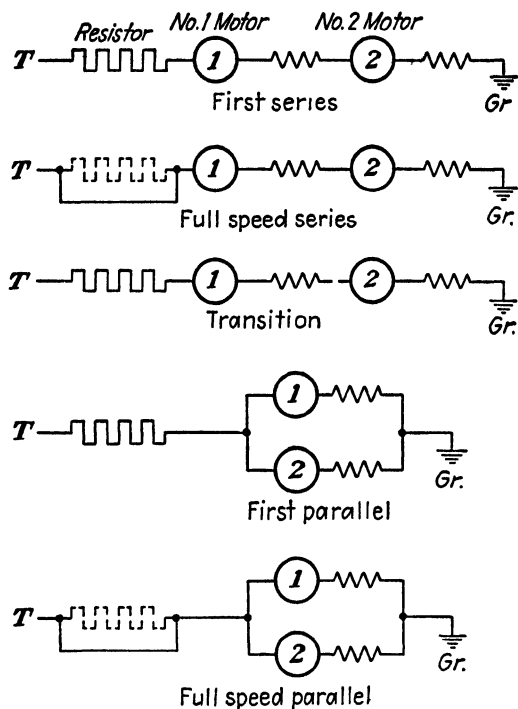 Resistor No.1 Motor No.2 Motor
T 1 2 Gr
First series
T 1 2 Gr.
Full speed series
T 1 2 Gr.
Transition
1
T Gr.
2
First parallel
1
T Gr.
2
Full speed parallel